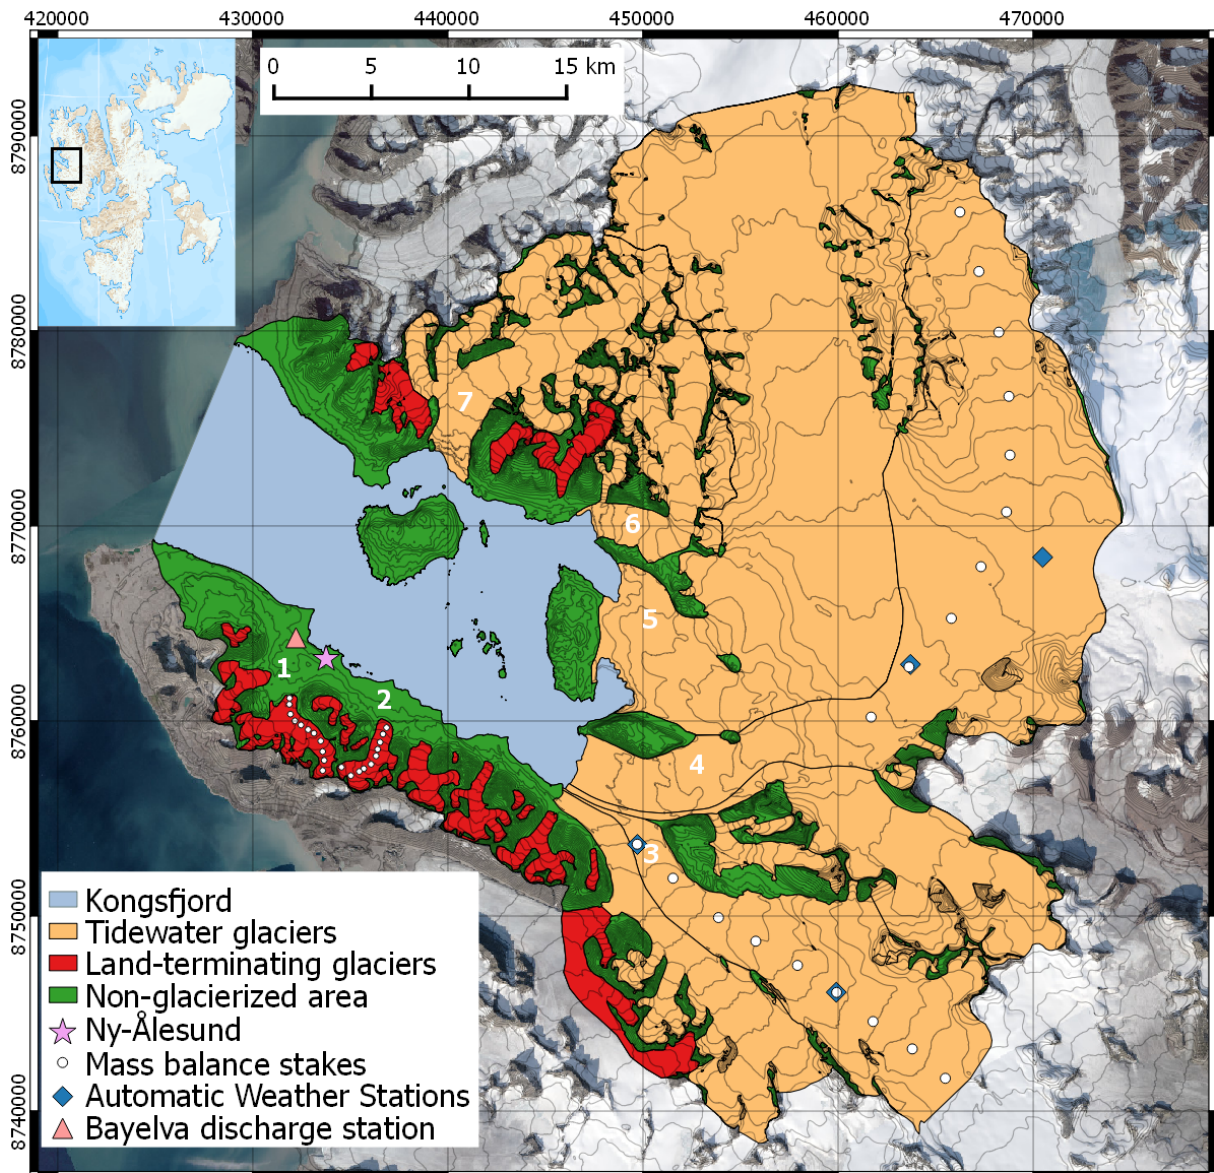 420000 430000 440000 450000 460000 470000
0 5 10 15 km
8790000
8780000
7
8770000
6
5
1
2
8760000
4
3
Kongsfjord
8750000
Tidewater glaciers
Land-terminating glaciers
Non-glacierized area
Ny-Ålesund
Mass balance stakes
Automatic Weather Stations
8740000
Bayelva discharge station